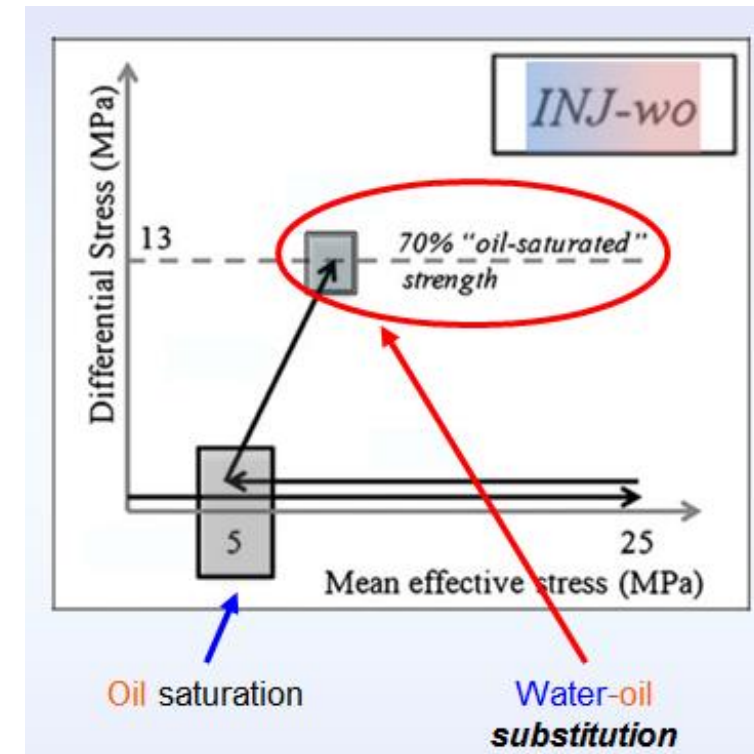 INJ-wo
Differential Stress (MPa)
13
70% “oil-saturated”
strength
5
25
Mean effective stress (MPa)
Oil saturation
Water-oil
substitution